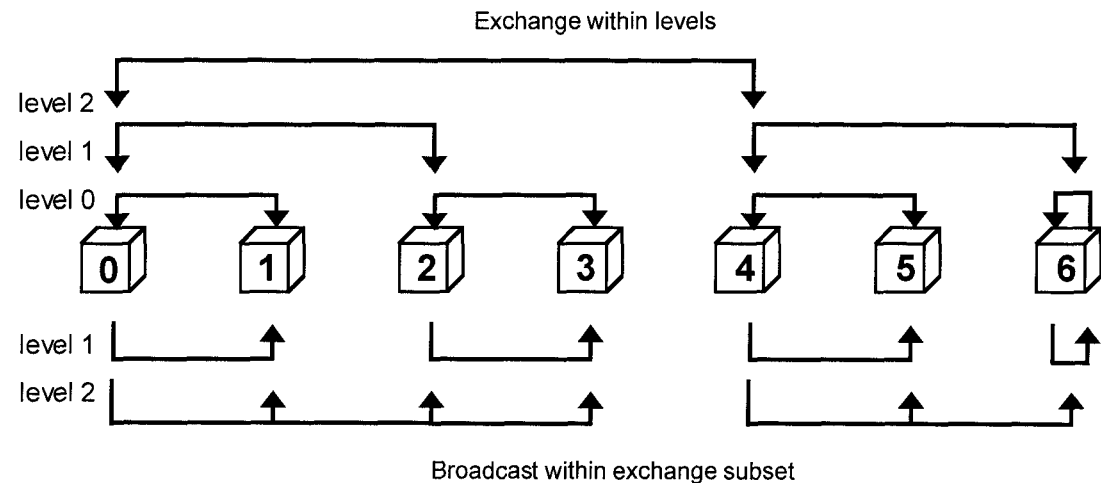 Exchange within levels
level 2
level 1
level 0
0 1 2 3 4 5 6
level 1
level 2
Broadcast within exchange subset